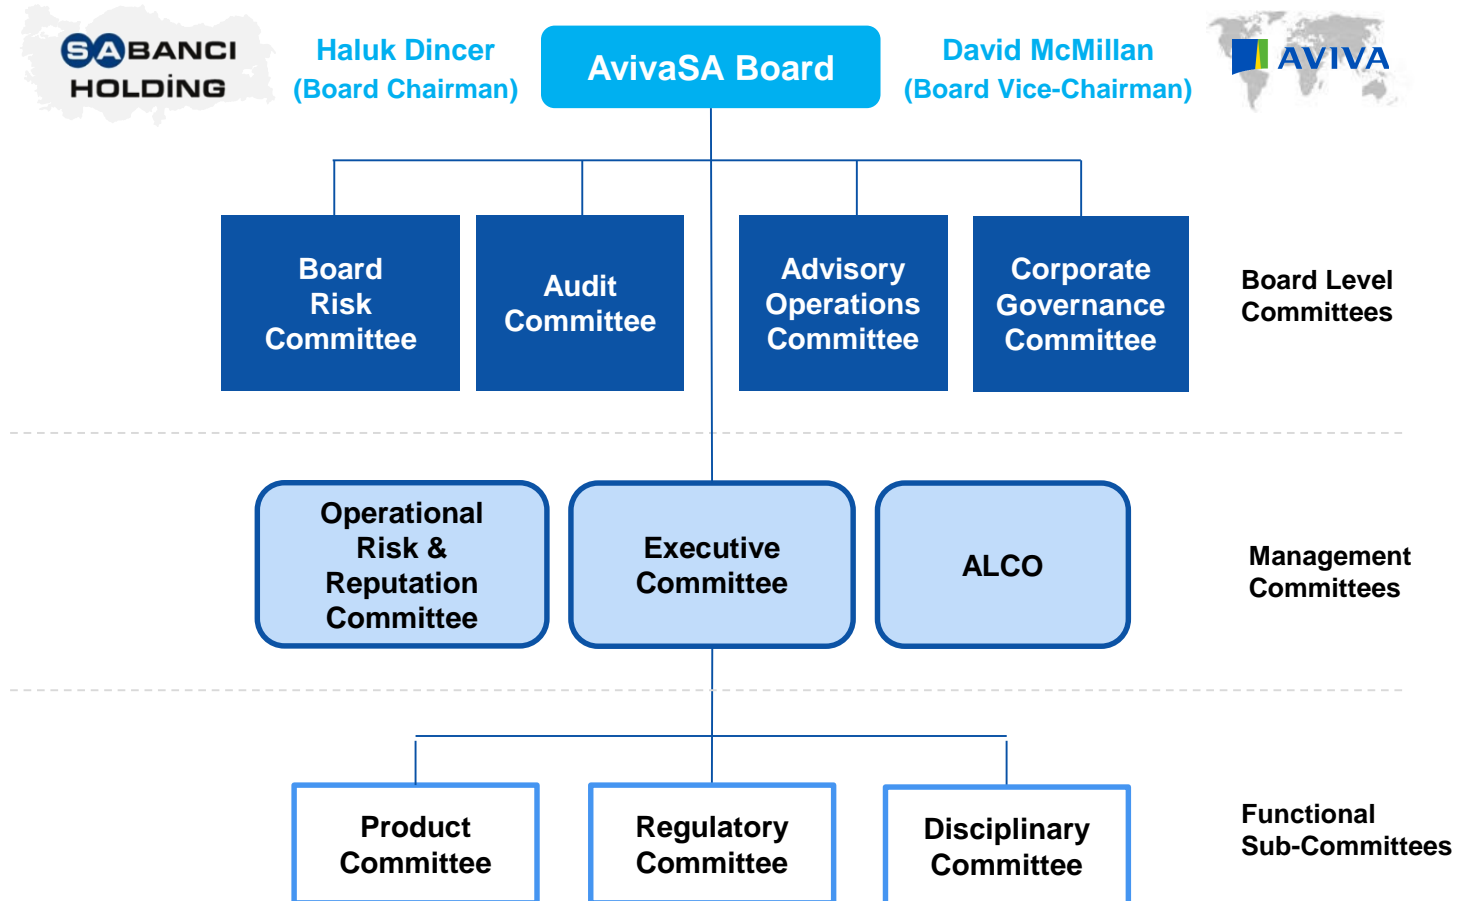 SABANCI
HOLDİNG
Haluk Dincer
(Board Chairman)
AvivaSA Board
David McMillan
(Board Vice-Chairman)
AVIVA
Board
Risk
Committee
Audit
Committee
Advisory
Operations
Committee
Corporate
Governance
Committee
Board Level
Committees
Operational
Risk &
Reputation
Committee
Executive
Committee
ALCO
Management
Committees
Product
Committee
Regulatory
Committee
Disciplinary
Committee
Functional
Sub-Committees